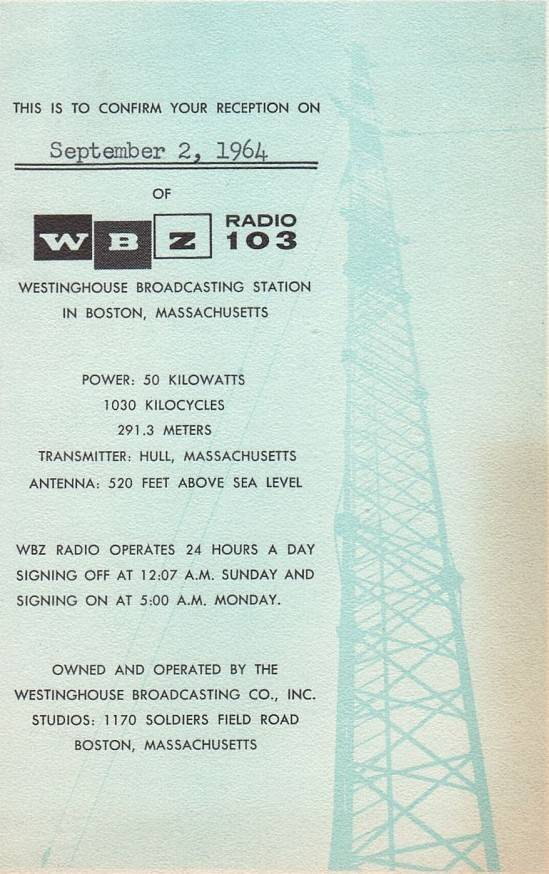 THIS IS TO CONFIRM YOUR RECEPTION ON
September 2, 1964
OF
WBZ RADIO 103
WESTINGHOUSE BROADCASTING STATION
IN BOSTON, MASSACHUSETTS
POWER: 50 KILOWATTS
1030 KILOCYCLES
291.3 METERS
TRANSMITTER: HULL, MASSACHUSETTS
ANTENNA: 520 FEET ABOVE SEA LEVEL
WBZ RADIO OPERATES 24 HOURS A DAY
SIGNING OFF AT 12:07 A.M. SUNDAY AND
SIGNING ON AT 5:00 A.M. MONDAY.
OWNED AND OPERATED BY THE
WESTINGHOUSE BROADCASTING CO., INC.
STUDIOS: 1170 SOLDIERS FIELD ROAD
BOSTON, MASSACHUSETTS